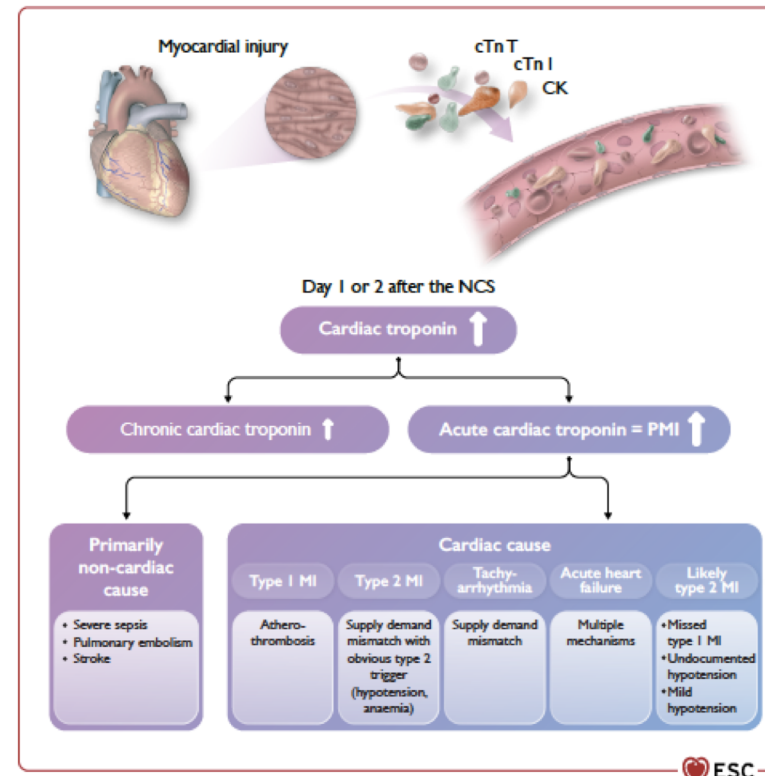 Myocardial injury
cTn T
cTn I
CK
Day 1 or 2 after the NCS
Cardiac troponin
Chronic cardiac troponin
Acute cardiac troponin = PMI
Primarily
non-cardiac
cause
• Severe sepsis
• Pulmonary embolism
• Stroke
Cardiac cause
Type 1 MI
Athero-
thrombosis
Type 2 MI
Supply demand
mismatch with
obvious type 2
trigger
(hypotension,
anaemia)
Tachy-
arrhythmia
Supply demand
mismatch
Acute heart
failure
Multiple
mechanisms
Likely
type 2 MI
•Missed
type 1 MI
•Undocumented
hypotension
•Mild
hypotension
ESC